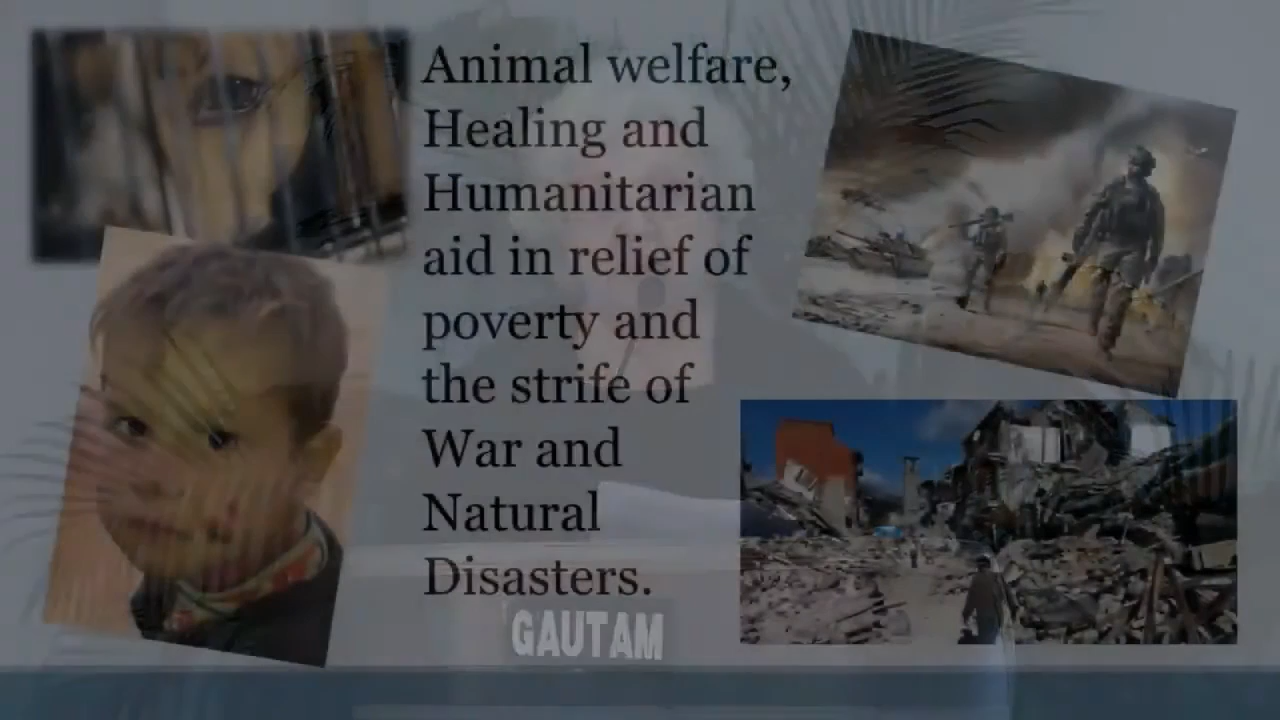 Animal welfare,
Healing and
Humanitarian
aid in relief of
poverty and
the strife of
War and
Natural
Disasters.
GAUTAM